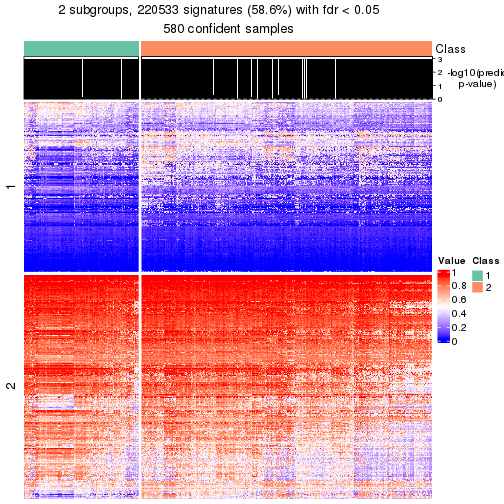 2 subgroups, 220533 signatures (58.6%) with fdr < 0.05
580 confident samples
Class
3
2
1
0
-log10(predic
p-value)
1
2
Value
1
0.8
0.6
0.4
0.2
0
Class
1
2